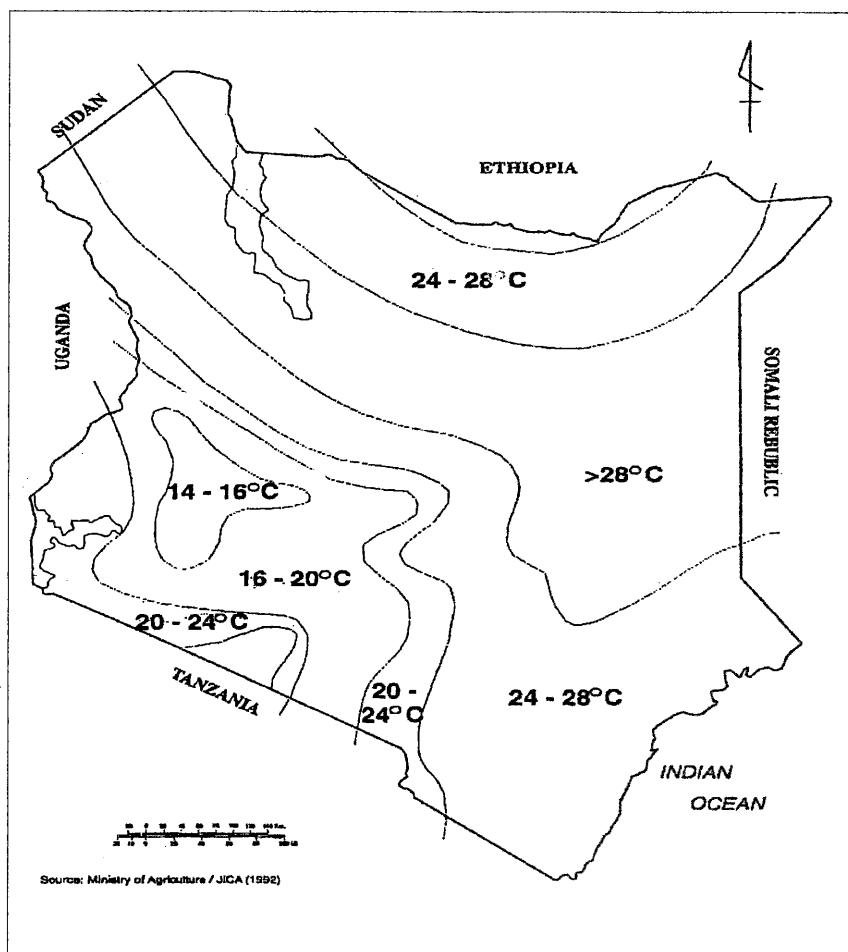 SUDAN
ETHIOPIA
24 - 28°C
UGANDA
SOMALI REBUBLIC
>28°C
14 - 16°C
16 - 20°C
20 - 24°C
TANZANIA
20 -
24°C
24 - 28°C
INDIAN
OCEAN
Source: Ministry of Agriculture / JICA (1992)